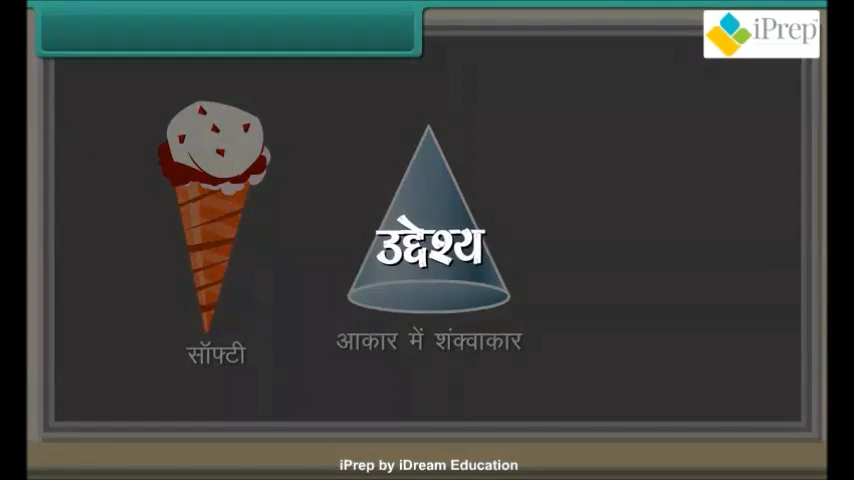 iPrep
उद्देश्य
सॉफ्टी
आकार में शंक्वाकार
iPrep by iDream Education